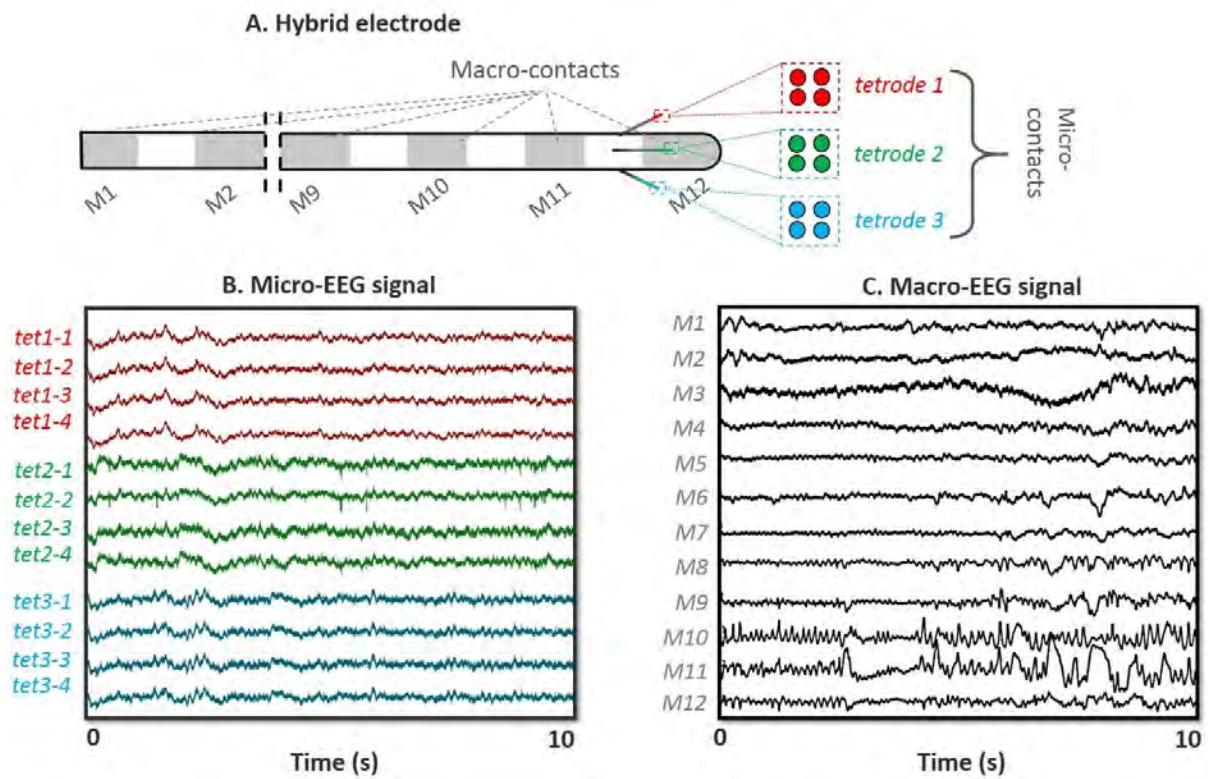 A. Hybrid electrode
Macro-contacts
M1
M2
M9
M10
M11
M12
tetrode 1
tetrode 2
tetrode 3
Micro-
contacts
B. Micro-EEG signal
tet1-1
tet1-2
tet1-3
tet1-4
tet2-1
tet2-2
tet2-3
tet2-4
tet3-1
tet3-2
tet3-3
tet3-4
0
10
Time (s)
C. Macro-EEG signal
M1
M2
M3
M4
M5
M6
M7
M8
M9
M10
M11
M12
0
10
Time (s)